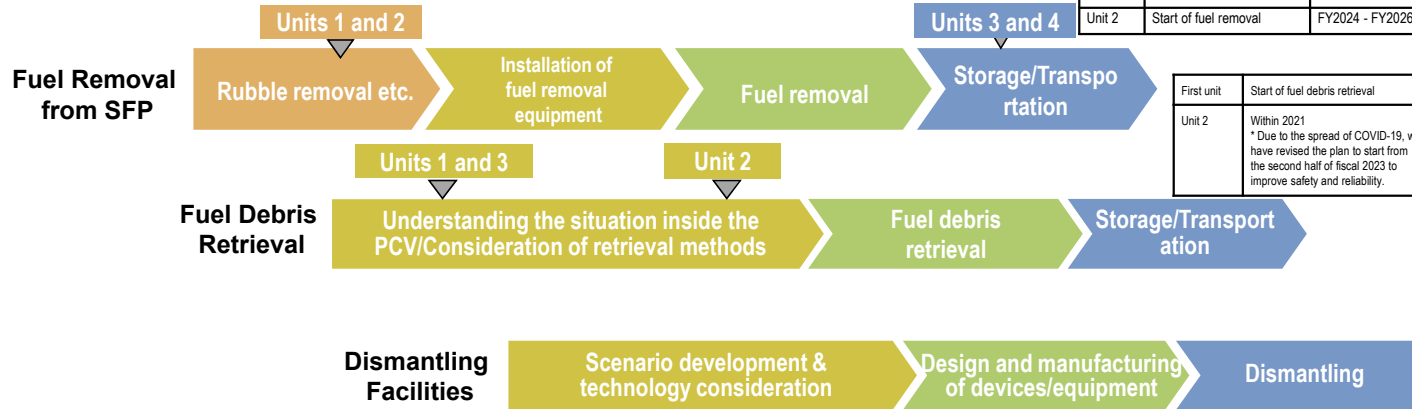 Units 1 and 2
Units 3 and 4
Unit 2 Start of fuel removal FY2024 - FY2026
Fuel Removal
from SFP
Rubble removal etc.
Installation of
fuel removal
equipment
Fuel removal
Storage/Transpo
rtation
First unit Start of fuel debris retrieval
Unit 2 Within 2021
* Due to the spread of COVID-19, w
have revised the plan to start from
the second half of fiscal 2023 to
improve safety and reliability.
Units 1 and 3
Unit 2
Fuel Debris
Retrieval
Understanding the situation inside the
PCV/Consideration of retrieval methods
Fuel debris
retrieval
Storage/Transport
ation
Dismantling
Facilities
Scenario development &
technology consideration
Design and manufacturing
of devices/equipment
Dismantling